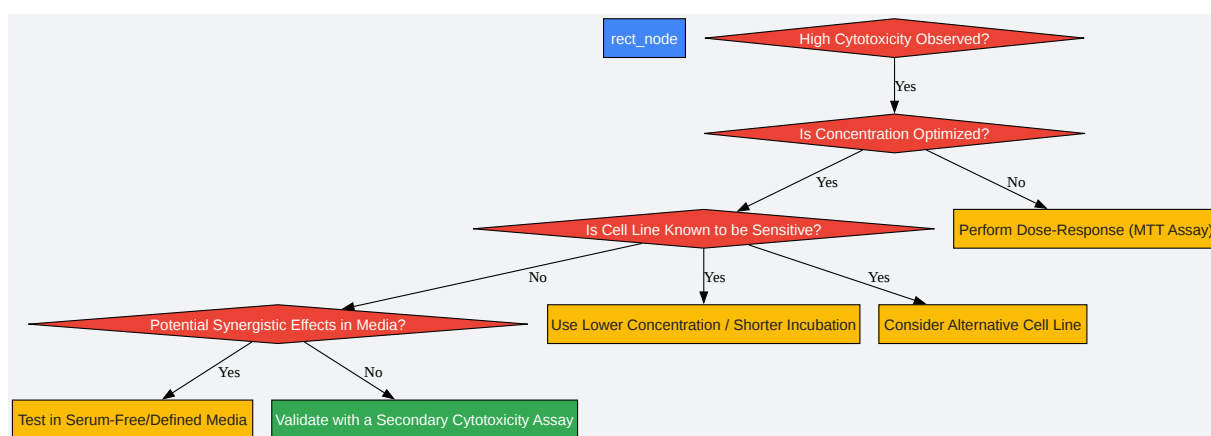 rect_node
High Cytotoxicity Observed?
Yes
Is Concentration Optimized?
Yes
No
Is Cell Line Known to be Sensitive?
Perform Dose-Response (MTT Assay)
No
Yes
Yes
Potential Synergistic Effects in Media?
Use Lower Concentration / Shorter Incubation
Consider Alternative Cell Line
Yes
No
Test in Serum-Free/Defined Media
Validate with a Secondary Cytotoxicity Assay